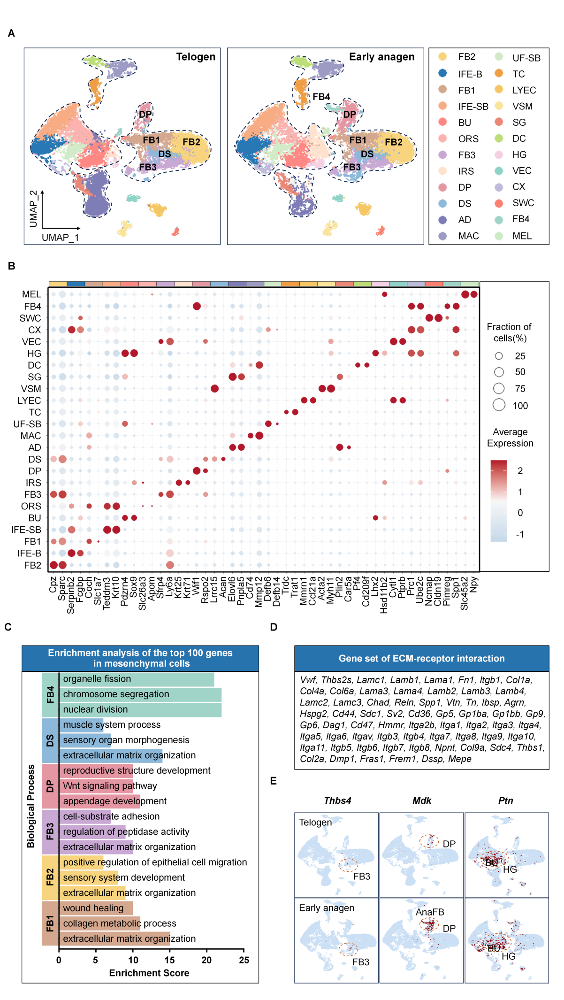 A
Telogen
DP
FB1
FB2
DS
FB3
UMAP_2
UMAP_1
Early anagen
FB4
DP
FB1
FB2
DS
FB3
FB2
IFE-B
FB1
IFE-SB
BU
ORS
FB3
IRS
DP
DS
AD
MAC
UF-SB
TC
LYEC
VSM
SG
DC
HG
VEC
CX
SWC
FB4
MEL
B
MEL
FB4
SWC
CX
VEC
HG
DC
SG
VSM
LYEC
TC
UF-SB
MAC
AD
DS
DP
IRS
FB3
ORS
BU
IFE-SB
FB1
IFE-B
FB2
Cpz
Sparc
Serpinb2
Fcgbp
Coch
Slc1a7
Teddm3
Krt10
Pdzrn4
Sox9
Slc26a3
Apom
Sfrp4
Ly6a
Krt25
Krt71
Wif1
Rspo2
Lrrc15
Acan
Elovl6
Pnpla5
Cd74
Mmp12
Defb6
Defb14
Trdc
Trat1
Mmrn1
Ccl21a
Acta2
Myh11
Plin2
Car5a
Pf4
Cd209f
Lhx2
Hsd11b2
Cytl1
Ptprb
Prc1
Ube2c
Ncmap
Cldn19
Pimreg
Spp1
Slc45a2
Npy
Fraction of
cells(%)
25
50
75
100
Average
Expression
2
1
0
-1
C
Enrichment analysis of the top 100 genes
in mesenchymal cells
Biological Process
FB4
organelle fission
chromosome segregation
nuclear division
DS
muscle system process
sensory organ morphogenesis
extracellular matrix organization
DP
reproductive structure development
Wnt signaling pathway
appendage development
FB3
cell-substrate adhesion
regulation of peptidase activity
extracellular matrix organization
FB2
positive regulation of epithelial cell migration
sensory system development
extracellular matrix organization
FB1
wound healing
collagen metabolic process
extracellular matrix organization
0
5
10
15
20
25
Enrichment Score
D
Gene set of ECM-receptor interaction
Vwf, Thbs2s, Lamc1, Lamb1, Lama1, Fn1, Itgb1, Col1a,
Col4a, Col6a, Lama3, Lama4, Lamb2, Lamb3, Lamb4,
Lamc2, Lamc3, Chad, Reln, Spp1, Vtn, Tn, Ibsp, Agrn,
Hspg2, Cd44, Sdc1, Sv2, Cd36, Gp5, Gp1ba, Gp1bb, Gp9,
Gp6, Dag1, Cd47, Hmmr, Itga2b, Itga1, Itga2, Itga3, Itga4,
Itga5, Itga6, Itgav, Itgb3, Itgb4, Itga7, Itga8, Itga9, Itga10,
Itga11, Itgb5, Itgb6, Itgb7, Itgb8, Npnt, Col9a, Sdc4, Thbs1,
Col2a, Dmp1, Fras1, Frem1, Dssp, Mepe
E
Thbs4
Mdk
Ptn
Telogen
FB3
DP
BU
HG
Early anagen
FB3
AnaFB
DP
BU
HG